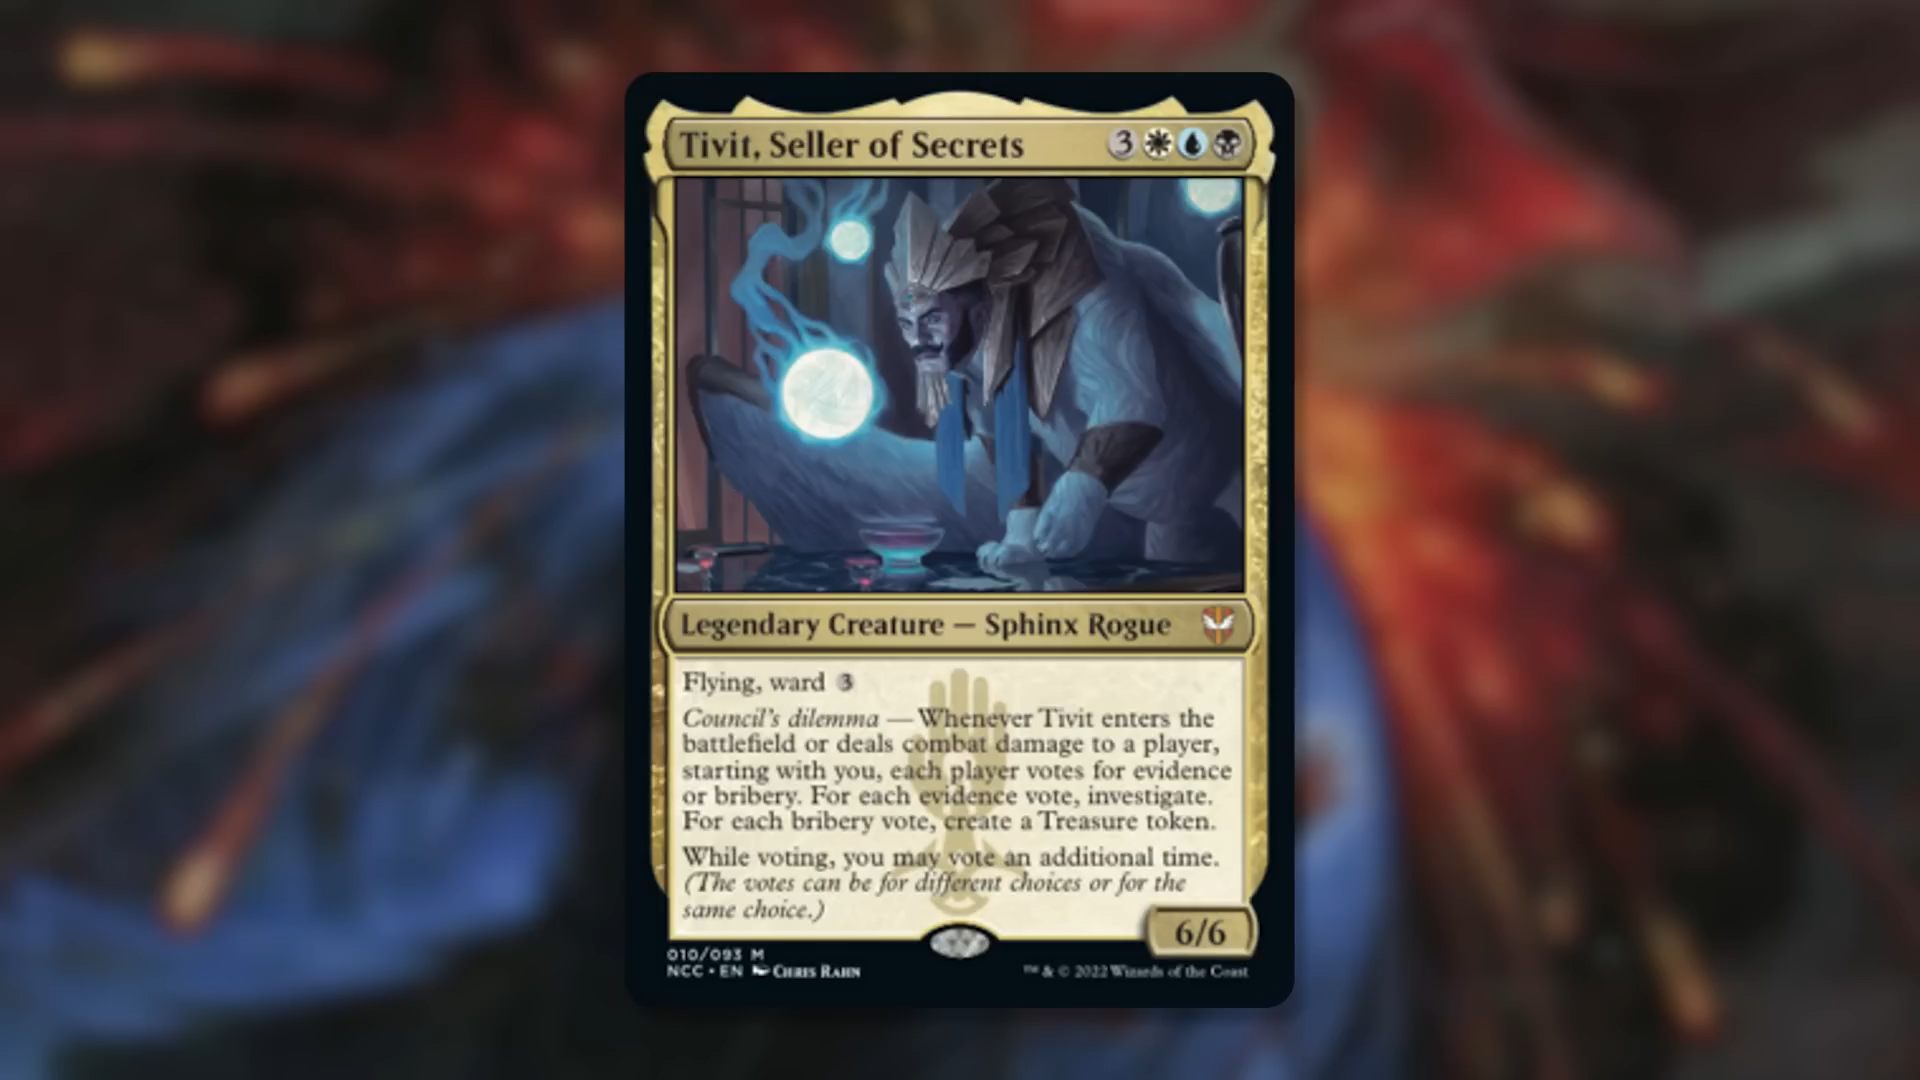 Tivit, Seller of Secrets 3
Legendary Creature — Sphinx Rogue
Flying, ward 3
Council's dilemma — Whenever Tivit enters the
battlefield or deals combat damage to a player,
starting with you, each player votes for evidence
or bribery. For each evidence vote, investigate.
For each bribery vote, create a Treasure token.
While voting, you may vote an additional time.
(The votes can be for different choices or for the
same choice.)
6/6
010/093 M
NCC • EN Chris Rahn
™ & © 2022 Wizards of the Coast